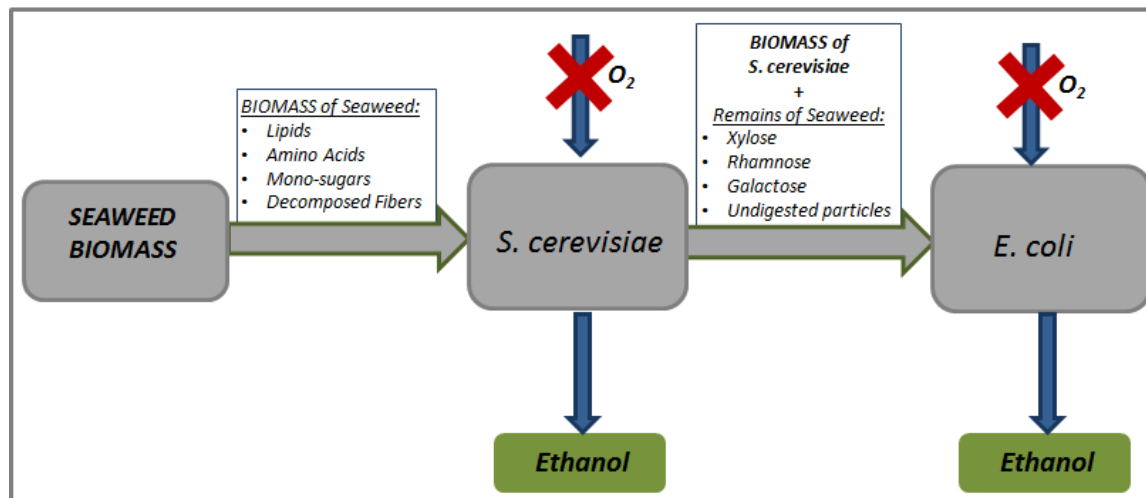 SEAWEED
BIOMASS
BIOMASS of Seaweed:
• Lipids
• Amino Acids
• Mono-sugars
• Decomposed Fibers
O2
S. cerevisiae
Ethanol
BIOMASS of
S. cerevisiae
+
Remains of Seaweed:
• Xylose
• Rhamnose
• Galactose
• Undigested particles
O2
E. coli
Ethanol